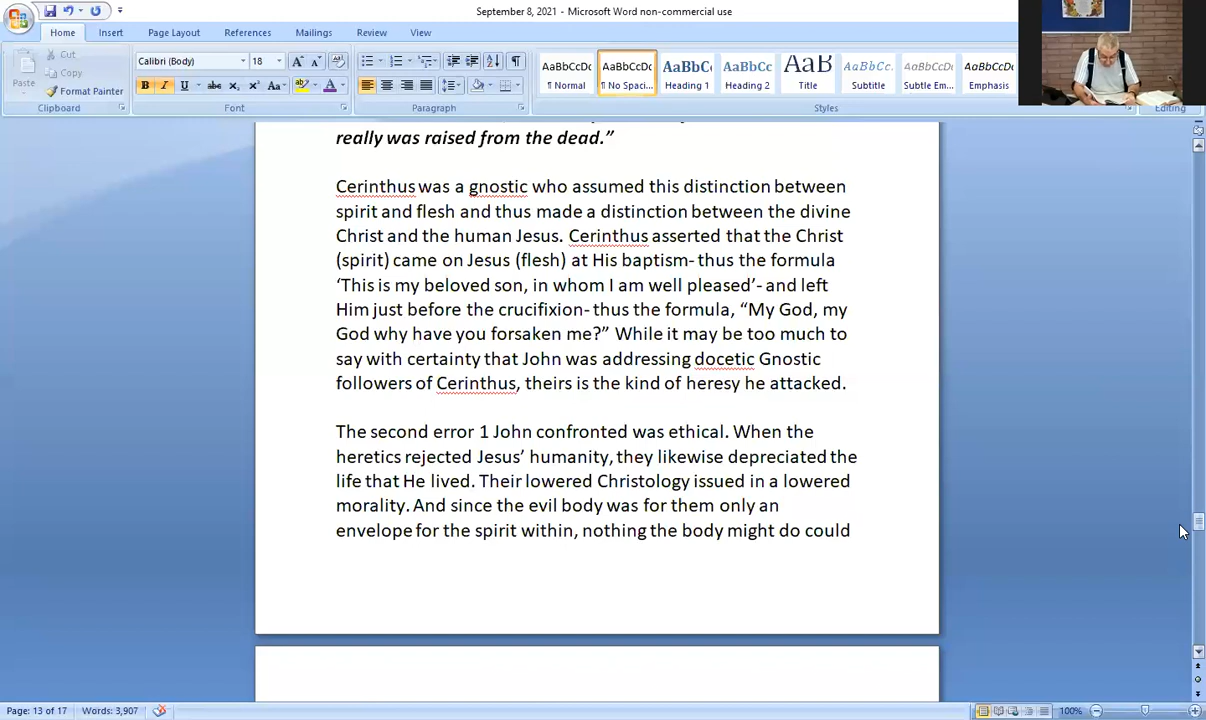 September 8, 2021 - Microsoft Word non-commercial use
Home Insert Page Layout References Mailings Review View
Paste Cut Copy Format Painter Clipboard
Calibri (Body) 18 Font
Paragraph
AaBbCcDc ¶ Normal AaBbCcDc ¶ No Spaci... AaBbCc Heading 1 AaBbCc Heading 2 AaB Title AaBbCc. Subtitle AaBbCcDc Subtle Em... AaBbCcDc Emphasis
Styles
Editing
really was raised from the dead.”
Cerinthus was a gnostic who assumed this distinction between
spirit and flesh and thus made a distinction between the divine
Christ and the human Jesus. Cerinthus asserted that the Christ
(spirit) came on Jesus (flesh) at His baptism- thus the formula
‘This is my beloved son, in whom I am well pleased’- and left
Him just before the crucifixion- thus the formula, “My God, my
God why have you forsaken me?” While it may be too much to
say with certainty that John was addressing docetic Gnostic
followers of Cerinthus, theirs is the kind of heresy he attacked.
The second error 1 John confronted was ethical. When the
heretics rejected Jesus’ humanity, they likewise depreciated the
life that He lived. Their lowered Christology issued in a lowered
morality. And since the evil body was for them only an
envelope for the spirit within, nothing the body might do could
Page: 13 of 17 Words: 3,907 100%